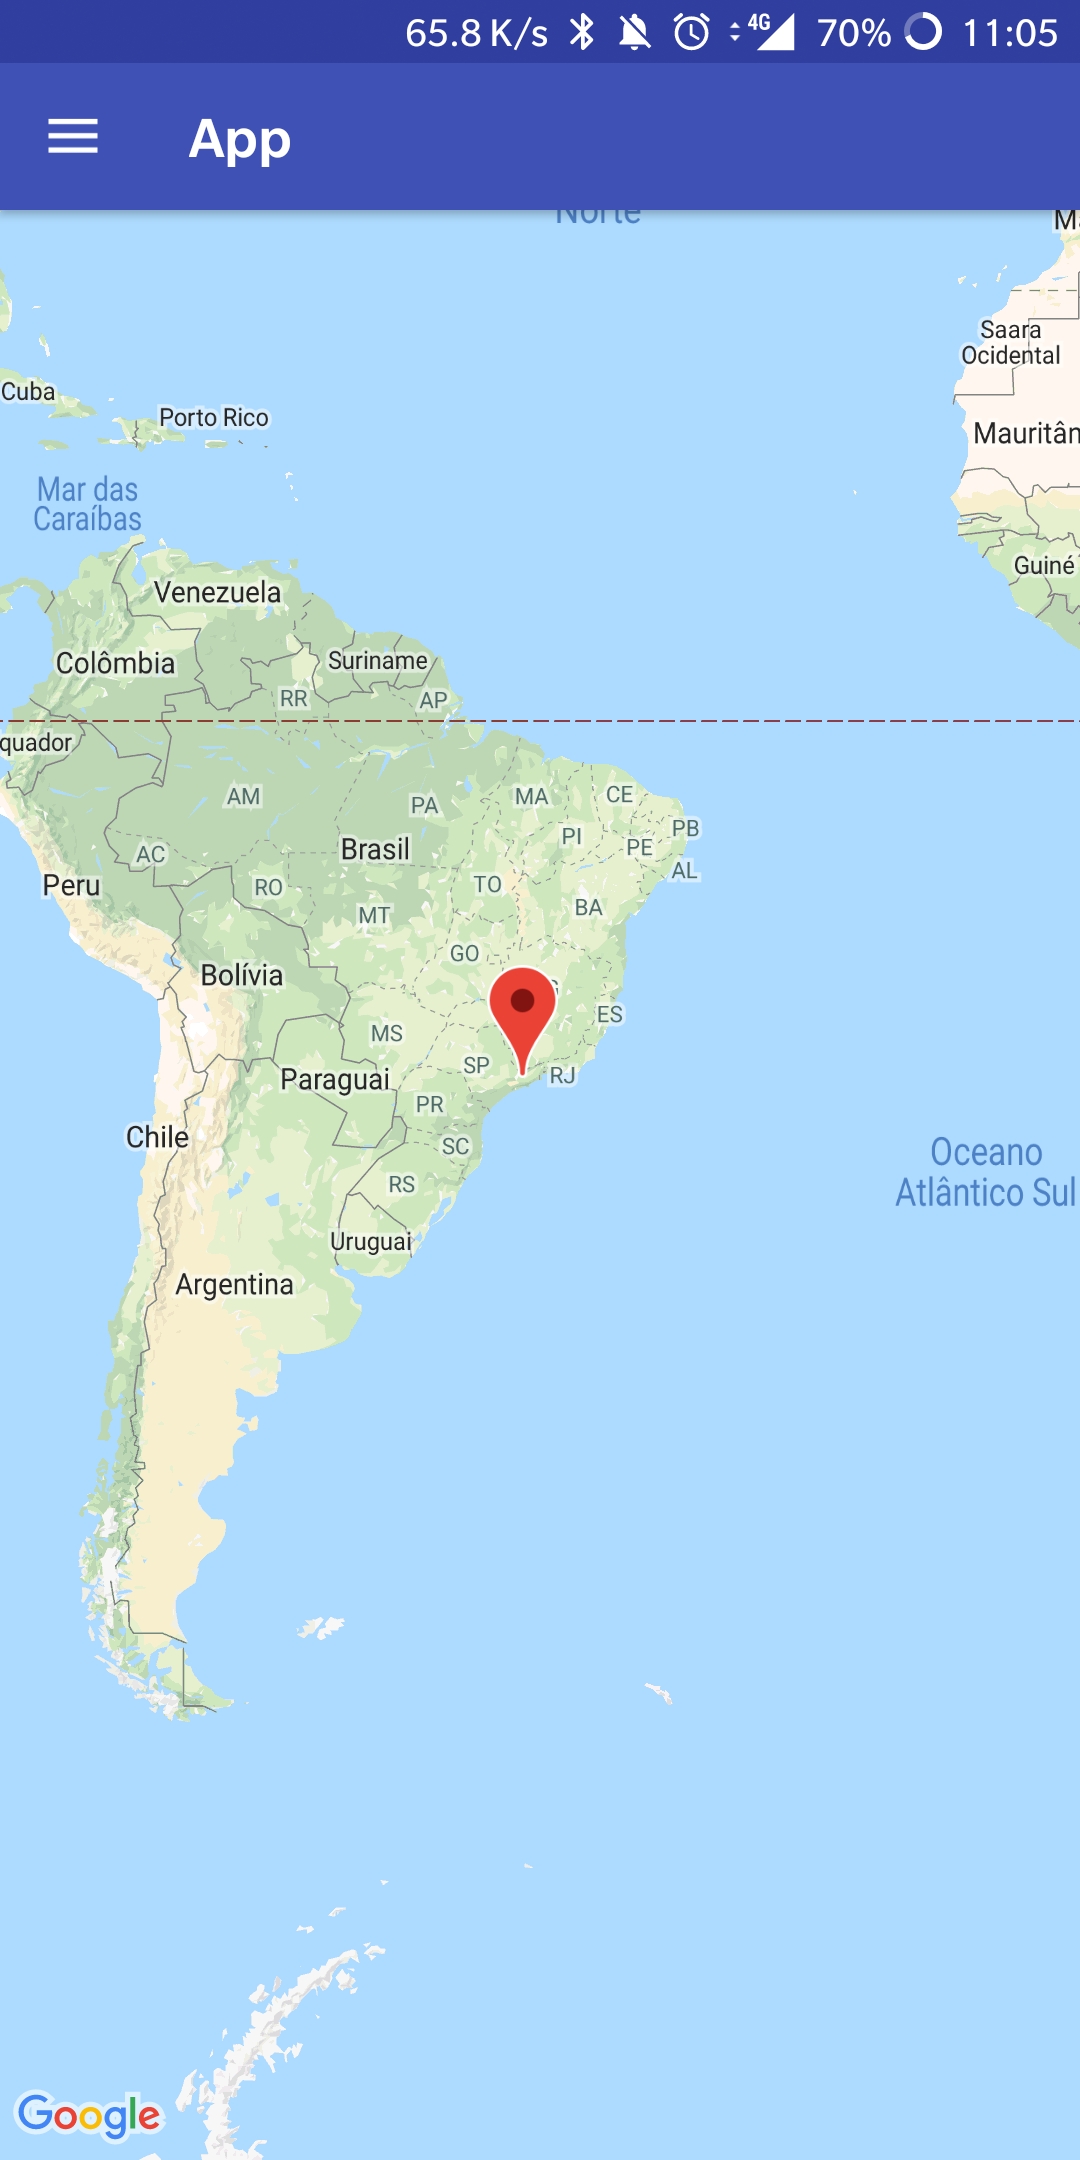 65.8 K/s 4G 70% 11:05
App
Norte
Saara
Ocidental
Cuba
Porto Rico
Mar das
Caraíbas
Guiné
Venezuela
Colômbia
Suriname
RR
AP
quador
AM
PA
MA
CE
PI
PB
PE
Brasil
AC
AL
Peru
RO
TO
MT
BA
GO
Bolívia
ES
MS
SP
RJ
Paraguai
PR
Chile
SC
Oceano
Atlântico Sul
RS
Uruguai
Argentina
Google